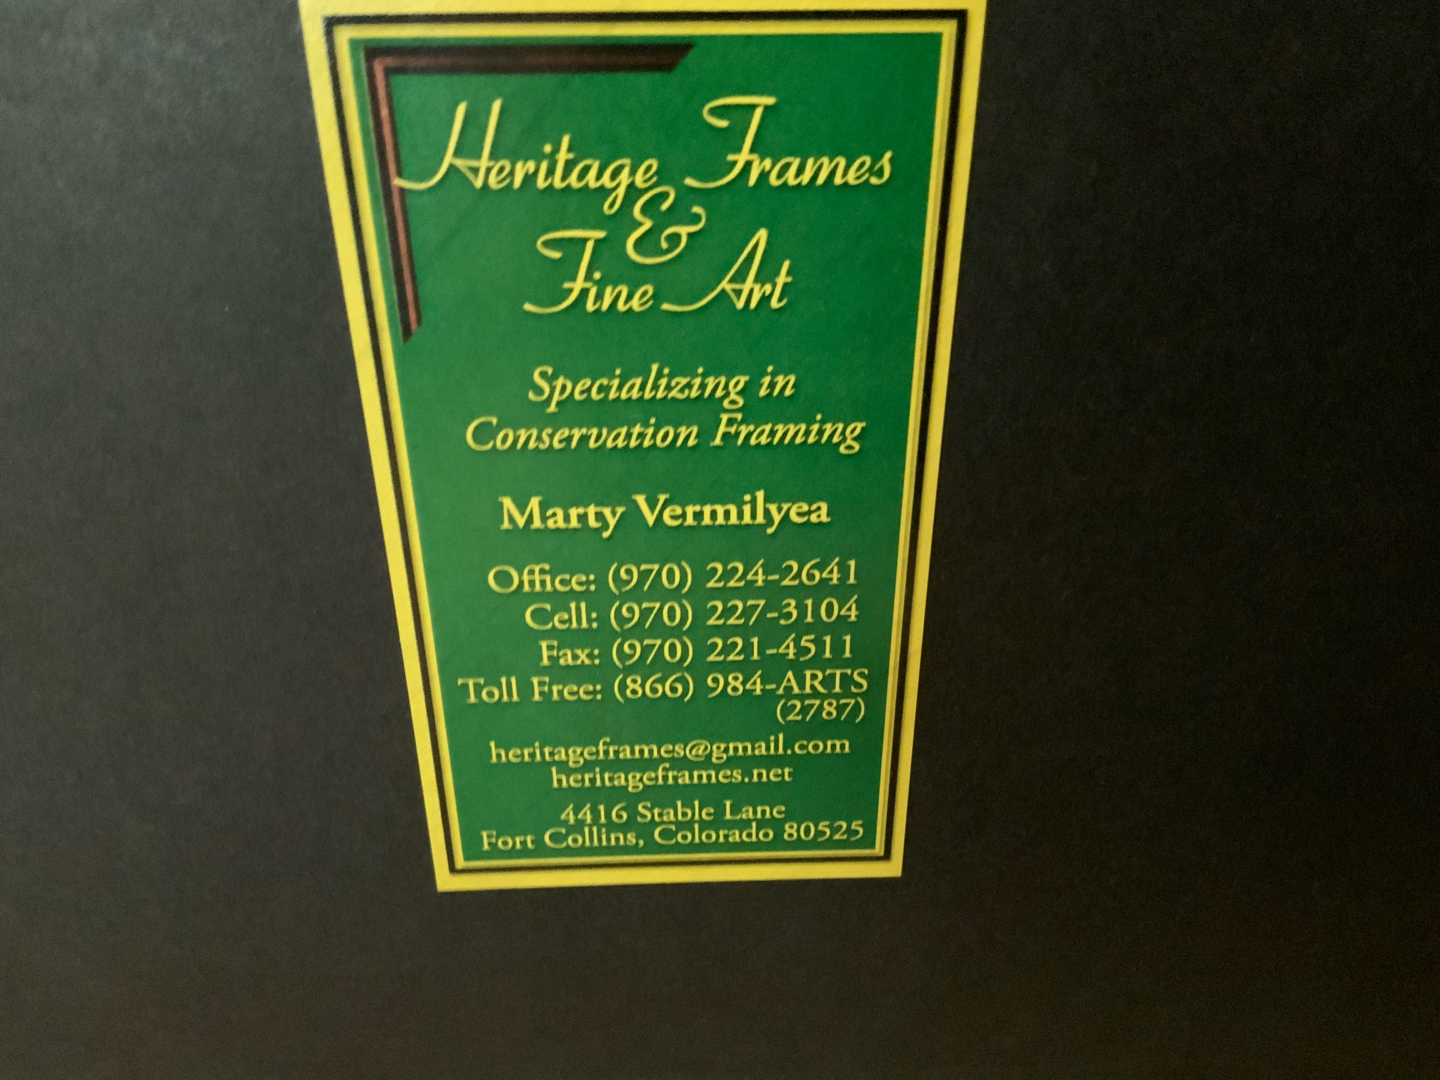 Heritage Frames
&
Fine Art
Specializing in
Conservation Framing
Marty Vermilyea
Office: (970) 224-2641
Cell: (970) 227-3104
Fax: (970) 221-4511
Toll Free: (866) 984-ARTS
(2787)
heritageframes@gmail.com
heritageframes.net
4416 Stable Lane
Fort Collins, Colorado 80525